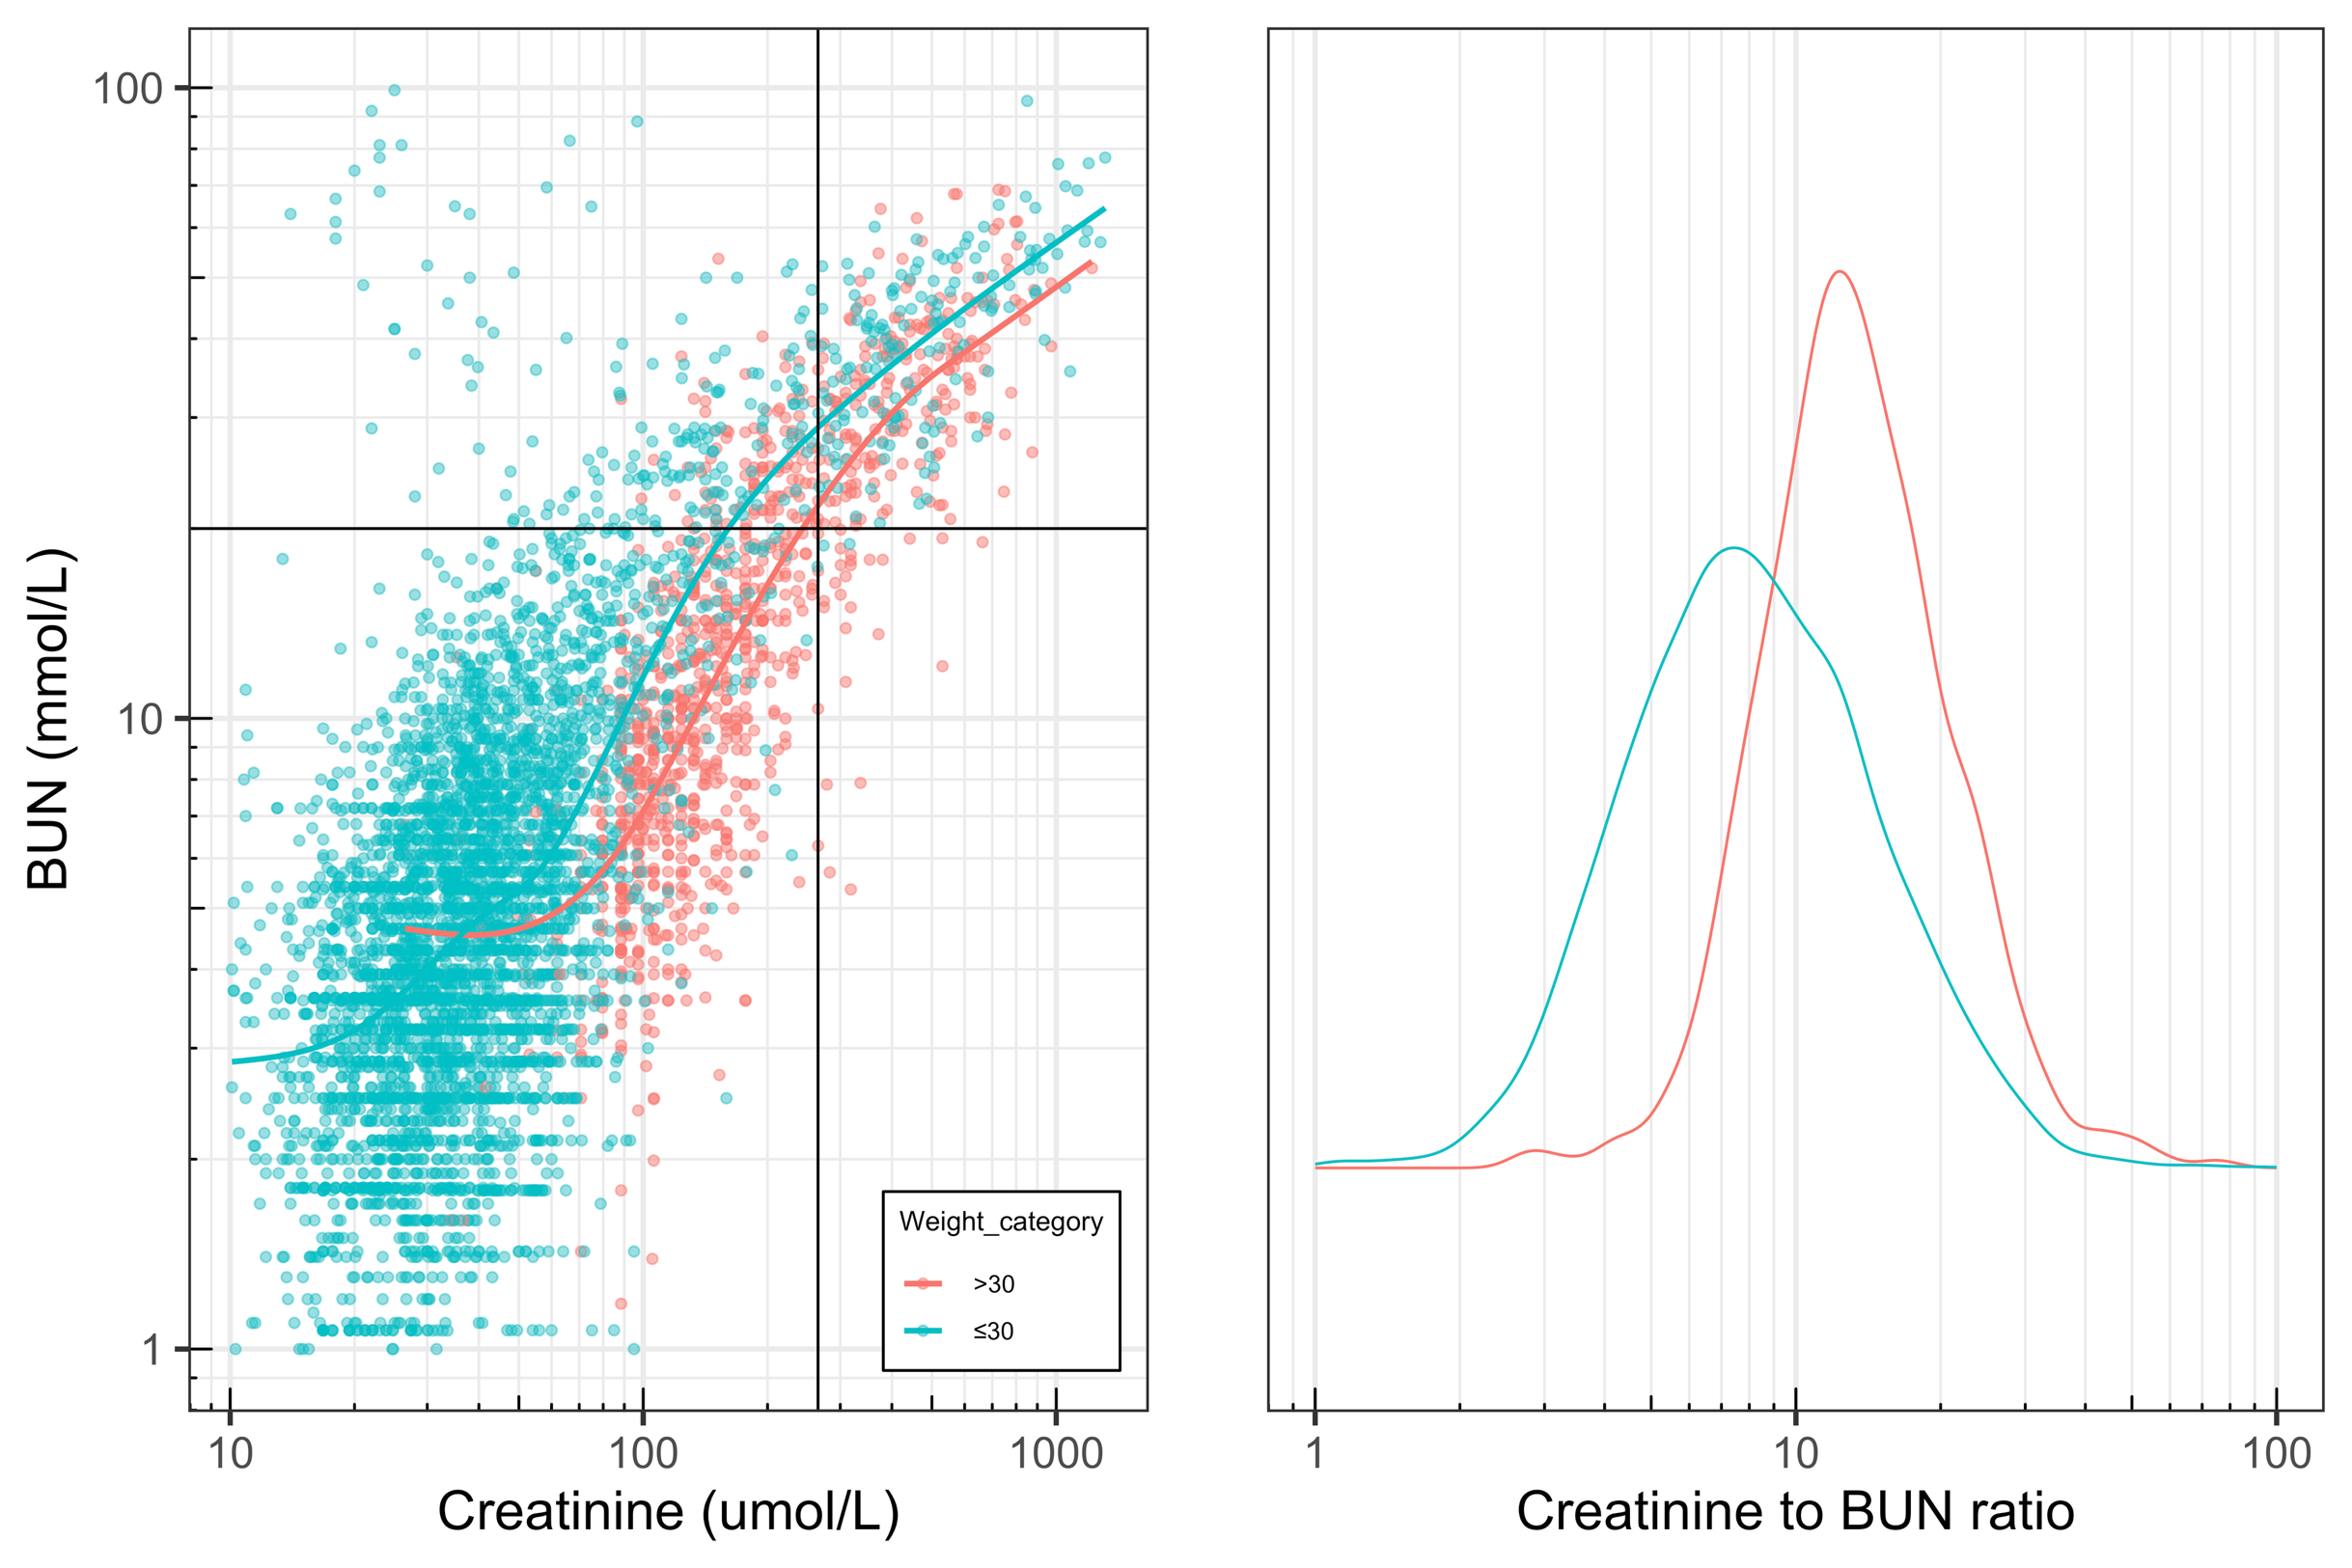 100
10
1
BUN (mmol/L)
10 100 1000
Creatinine (umol/L)
Weight_category
>30
≤30
1 10 100
Creatinine to BUN ratio